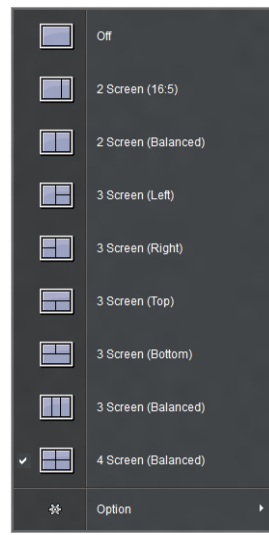 Off
2 Screen (16:5)
2 Screen (Balanced)
3 Screen (Left)
3 Screen (Right)
3 Screen (Top)
3 Screen (Bottom)
3 Screen (Balanced)
4 Screen (Balanced)
Option